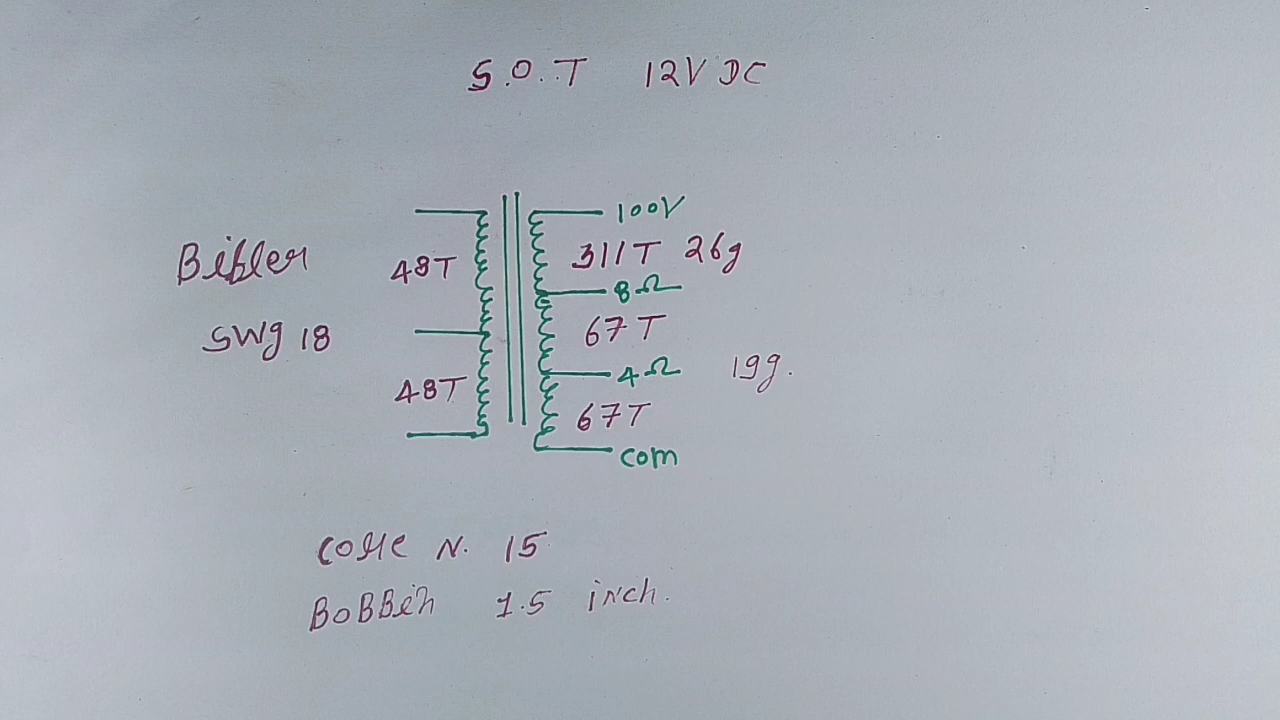 S.O.T 12V DC
100V
Bifler 48T 311T 26g
8Ω
SWg 18 67T
4Ω 19g.
48T 67T
com
core N. 15
BoBBin 1.5 inch.